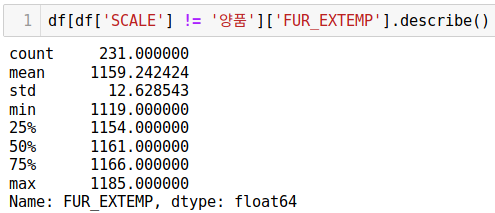 1 df[df['SCALE'] != '양품']['FUR_EXTEMP'].describe()
count 231.000000
mean 1159.242424
std 12.628543
min 1119.000000
25% 1154.000000
50% 1161.000000
75% 1166.000000
max 1185.000000
Name: FUR_EXTEMP, dtype: float64